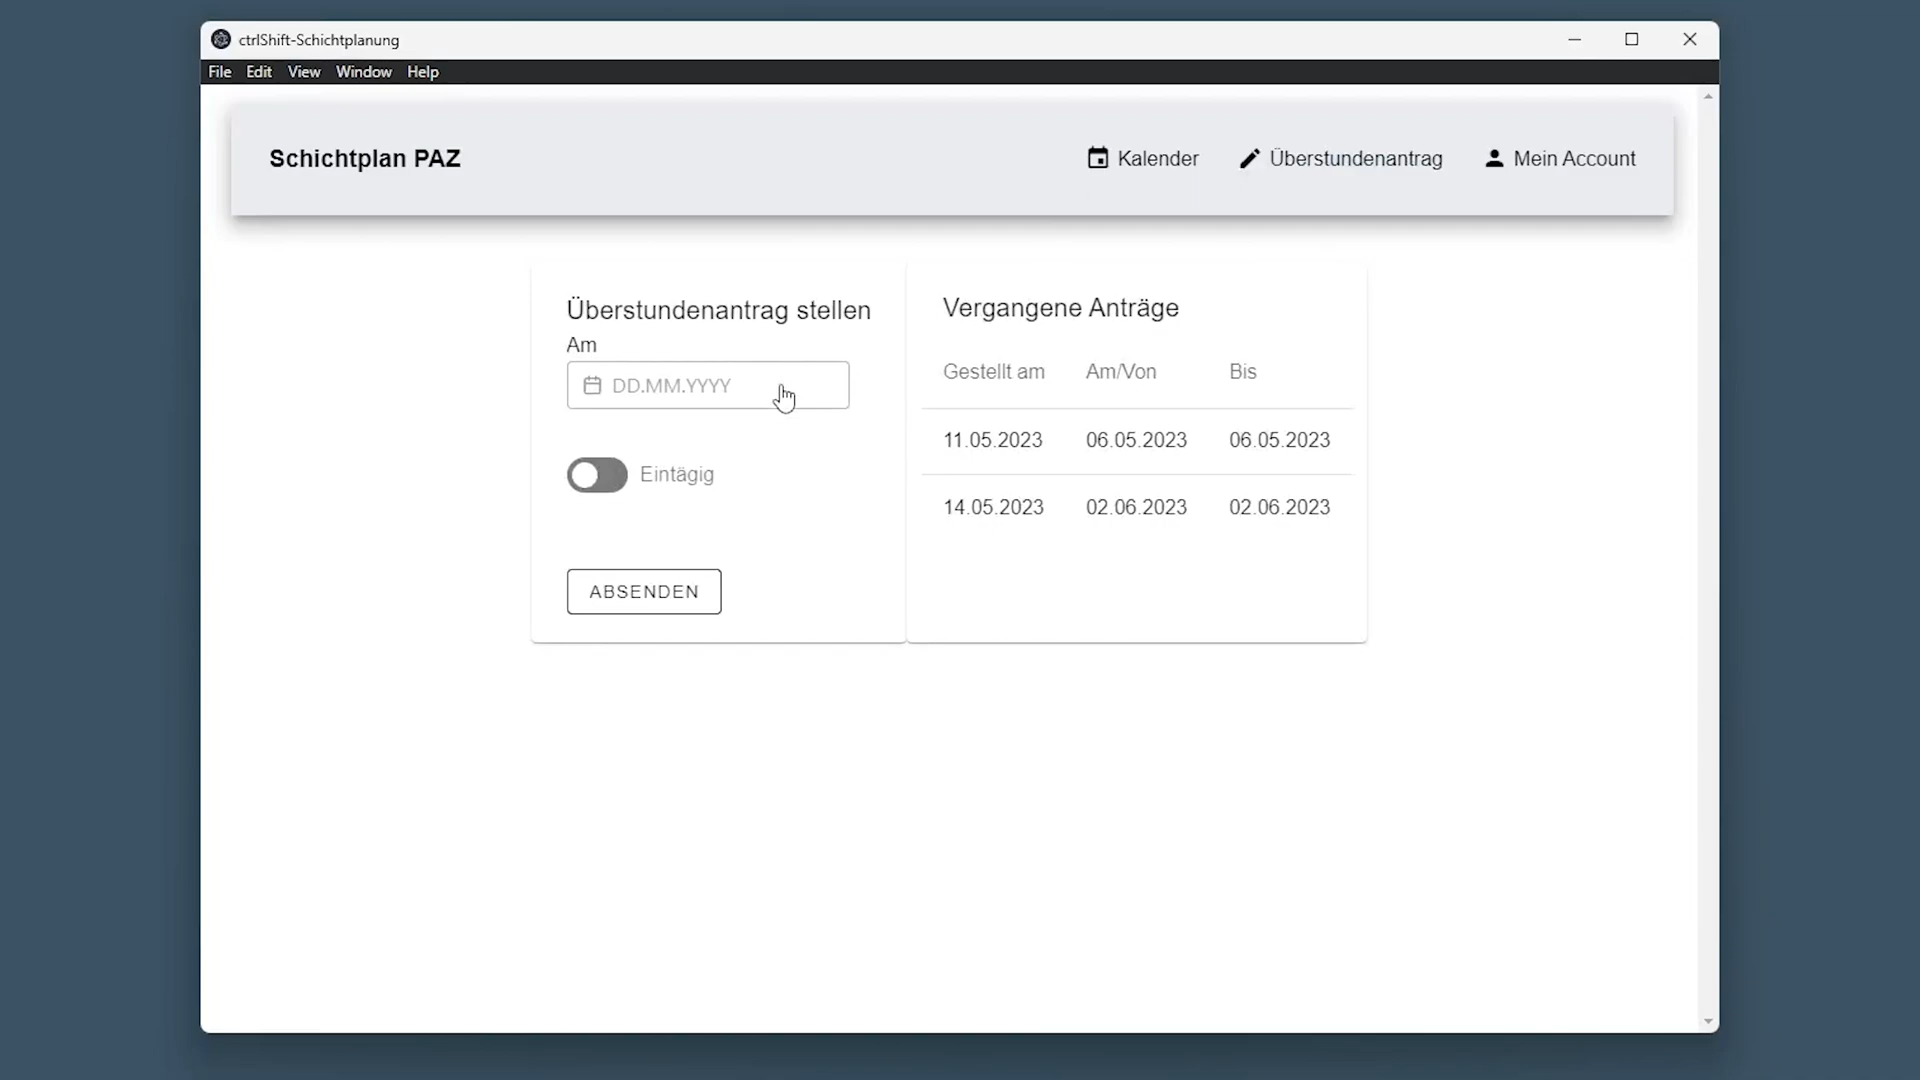 ctrlShift-Schichtplanung
File Edit View Window Help
Schichtplan PAZ
Kalender
Überstundenantrag
Mein Account
Überstundenantrag stellen
Am
DD.MM.YYYY
Eintägig
ABSENDEN
Vergangene Anträge
Gestellt am Am/Von Bis
11.05.2023 06.05.2023 06.05.2023
14.05.2023 02.06.2023 02.06.2023